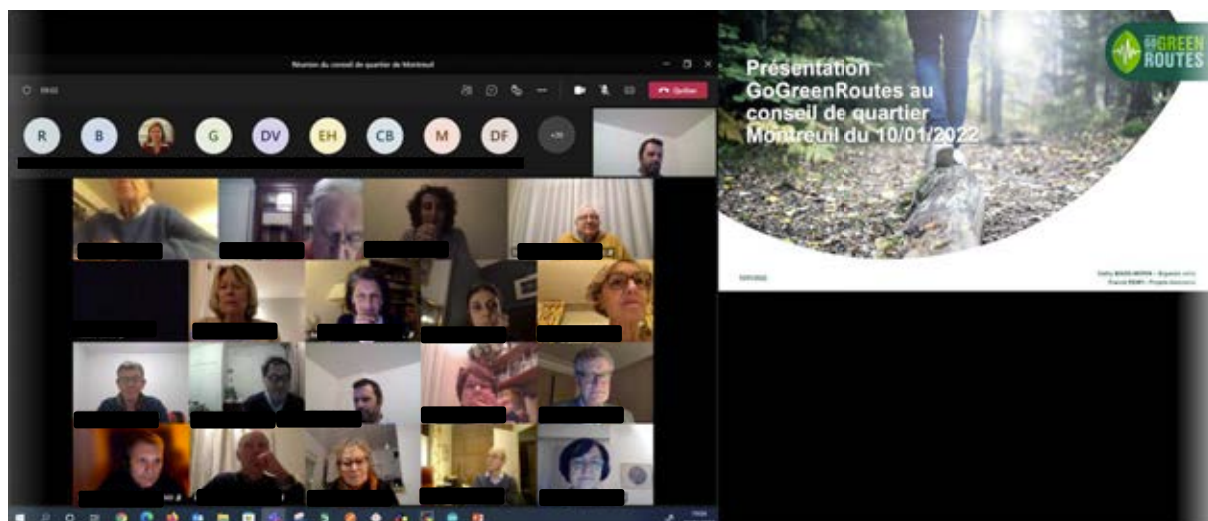 Réunion du conseil de quartier de Montreuil
Quitter
R
B
G
DV
EH
CB
M
DF
Présentation
GoGreenRoutes au
conseil de quartier
Montreuil du 10/01/2022
GO GREEN
ROUTES